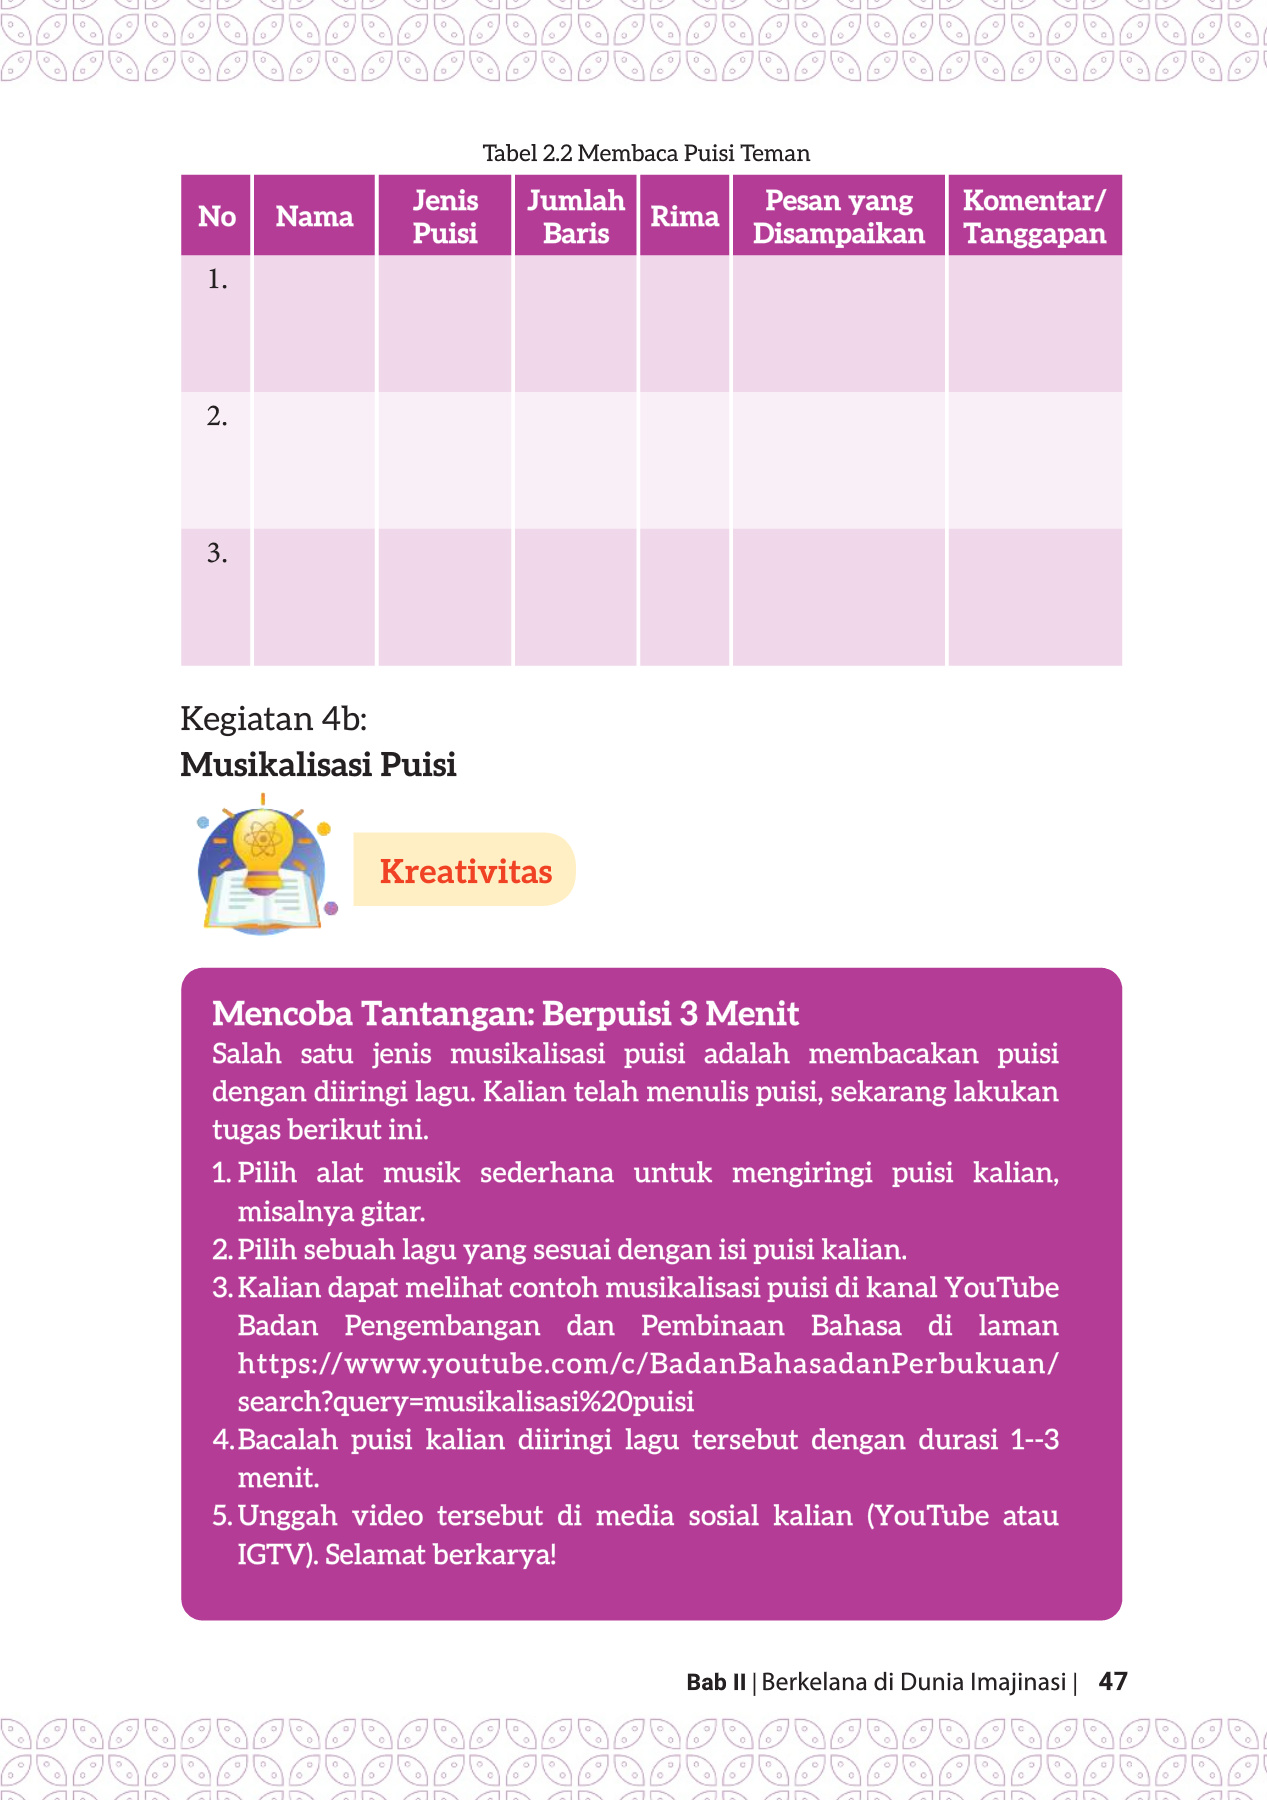 Tabel 2.2 Membaca Puisi Teman
No Nama Jenis Puisi Jumlah Baris Rima Pesan yang Disampaikan Komentar/ Tanggapan
1.
2.
3.
Kegiatan 4b:
Musikalisasi Puisi
Kreativitas
Mencoba Tantangan: Berpuisi 3 Menit
Salah satu jenis musikalisasi puisi adalah membacakan puisi
dengan diiringi lagu. Kalian telah menulis puisi, sekarang lakukan
tugas berikut ini.
1. Pilih alat musik sederhana untuk mengiringi puisi kalian,
misalnya gitar.
2. Pilih sebuah lagu yang sesuai dengan isi puisi kalian.
3. Kalian dapat melihat contoh musikalisasi puisi di kanal YouTube
Badan Pengembangan dan Pembinaan Bahasa di laman
https://www.youtube.com/c/BadanBahasadanPerbukuan/
search?query=musikalisasi%20puisi
4. Bacalah puisi kalian diiringi lagu tersebut dengan durasi 1--3
menit.
5. Unggah video tersebut di media sosial kalian (YouTube atau
IGTV). Selamat berkarya!
Bab II | Berkelana di Dunia Imajinasi | 47